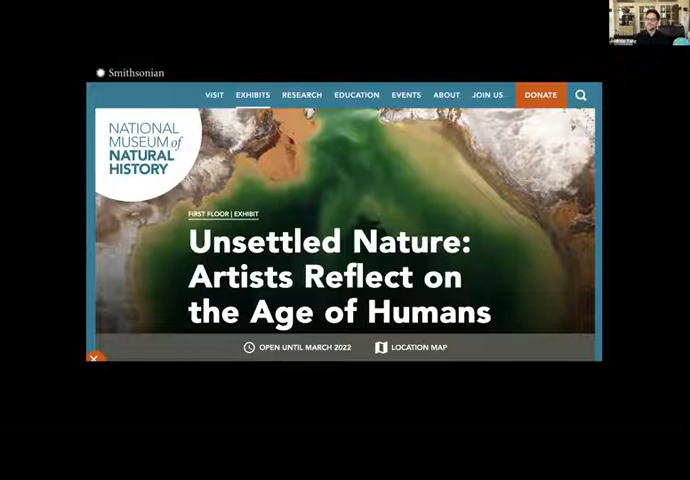 Smithsonian
VISIT EXHIBITS RESEARCH EDUCATION EVENTS ABOUT JOIN US DONATE
NATIONAL
MUSEUM of
NATURAL
HISTORY
FIRST FLOOR | EXHIBIT
Unsettled Nature:
Artists Reflect on
the Age of Humans
OPEN UNTIL MARCH 2022 LOCATION MAP